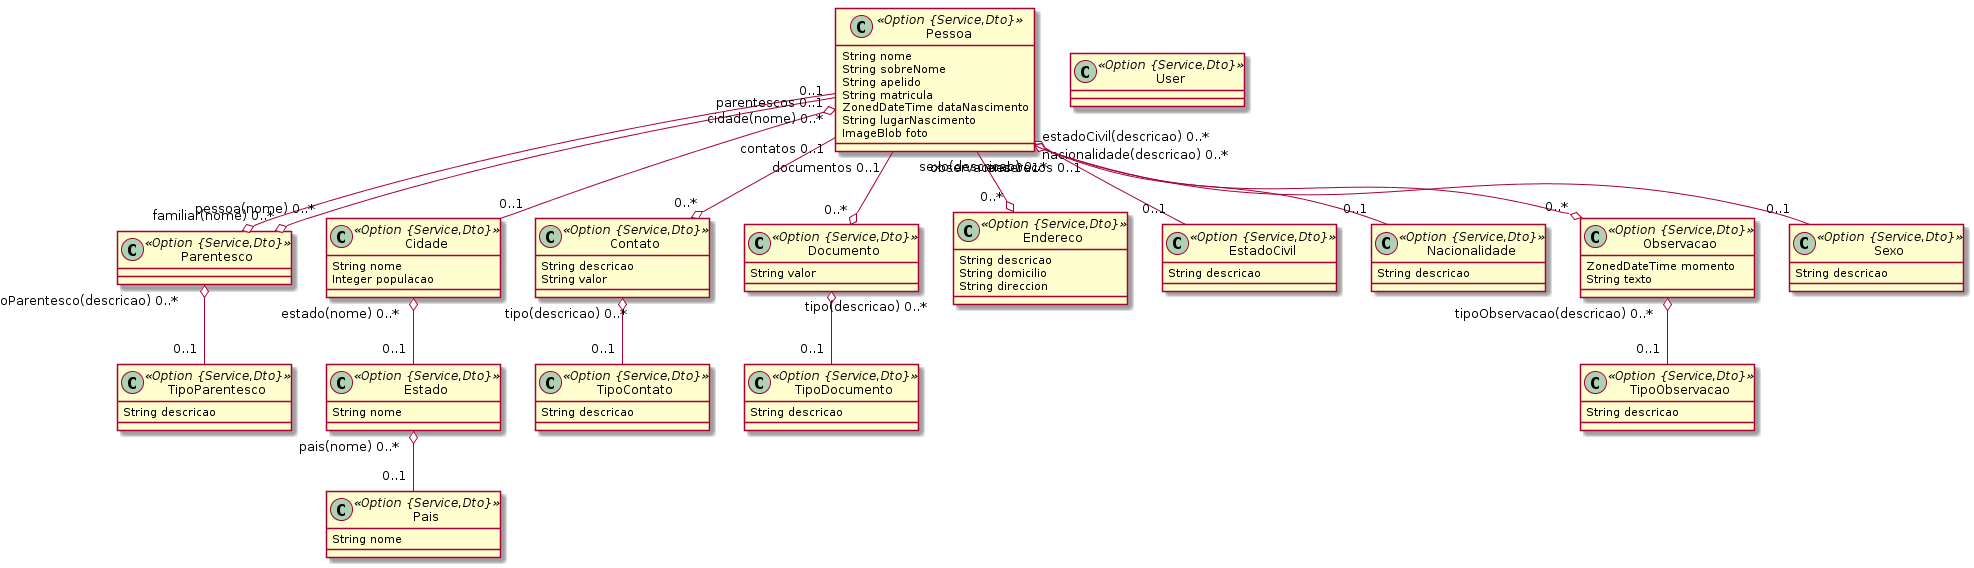 «Option {Service,Dto}»
Pessoa
String nome
String sobreNome
String apelido
String matricula
ZonedDateTime dataNascimento
String lugarNascimento
ImageBlob foto
«Option {Service,Dto}»
User
0..1
parentescos 0..1
cidade(nome) 0..*
contatos 0..1
documentos 0..1
estadoCivil(descricao) 0..*
nacionalidade(descricao) 0..*
pessoa(nome) 0..*
familiar(nome) 0..*
0..1
0..*
0..*
0..*
0..1
0..1
0..*
0..1
«Option {Service,Dto}»
Parentesco
«Option {Service,Dto}»
Cidade
String nome
Integer populacao
«Option {Service,Dto}»
Contato
String descricao
String valor
«Option {Service,Dto}»
Documento
String valor
«Option {Service,Dto}»
Endereco
String descricao
String domicilio
String direccion
«Option {Service,Dto}»
EstadoCivil
String descricao
«Option {Service,Dto}»
Nacionalidade
String descricao
«Option {Service,Dto}»
Observacao
ZonedDateTime momento
String texto
«Option {Service,Dto}»
Sexo
String descricao
oParentesco(descricao) 0..*
estado(nome) 0..*
tipo(descricao) 0..*
tipo(descricao) 0..*
tipoObservacao(descricao) 0..*
0..1
0..1
0..1
0..1
0..1
«Option {Service,Dto}»
TipoParentesco
String descricao
«Option {Service,Dto}»
Estado
String nome
«Option {Service,Dto}»
TipoContato
String descricao
«Option {Service,Dto}»
TipoDocumento
String descricao
«Option {Service,Dto}»
TipoObservacao
String descricao
pais(nome) 0..*
0..1
«Option {Service,Dto}»
Pais
String nome